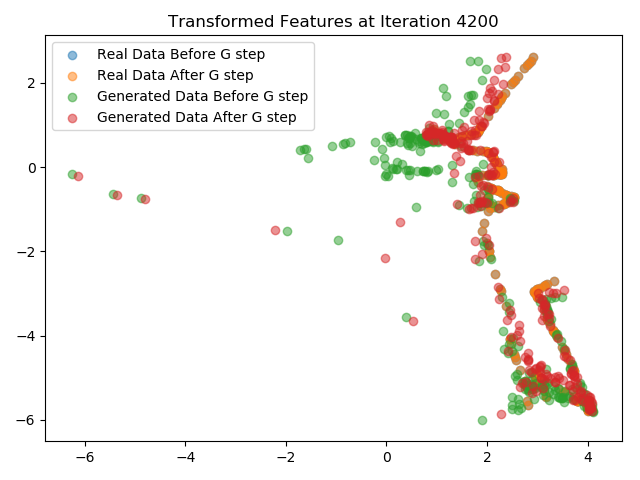 Transformed Features at Iteration 4200
Real Data Before G step
Real Data After G step
Generated Data Before G step
Generated Data After G step
2
0
−2
−4
−6
−6 −4 −2 0 2 4